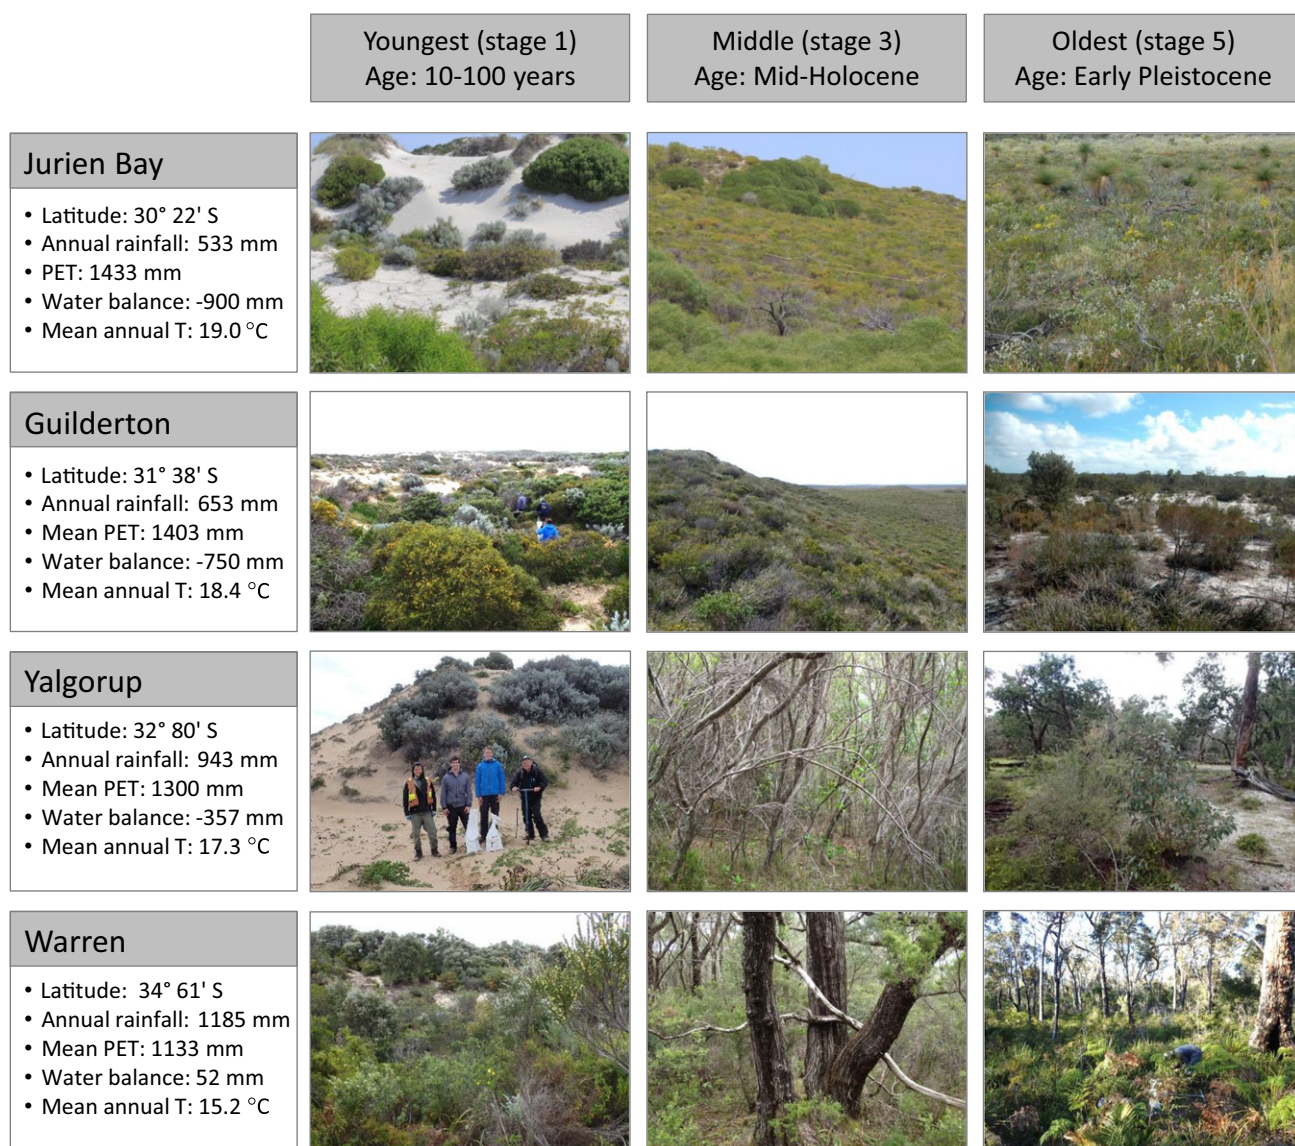 Youngest (stage 1)
Age: 10-100 years
Middle (stage 3)
Age: Mid-Holocene
Oldest (stage 5)
Age: Early Pleistocene
Jurien Bay
• Latitude: 30° 22' S
• Annual rainfall: 533 mm
• PET: 1433 mm
• Water balance: -900 mm
• Mean annual T: 19.0 °C
Guilderton
• Latitude: 31° 38' S
• Annual rainfall: 653 mm
• Mean PET: 1403 mm
• Water balance: -750 mm
• Mean annual T: 18.4 °C
Yalgorup
• Latitude: 32° 80' S
• Annual rainfall: 943 mm
• Mean PET: 1300 mm
• Water balance: -357 mm
• Mean annual T: 17.3 °C
Warren
• Latitude: 34° 61' S
• Annual rainfall: 1185 mm
• Mean PET: 1133 mm
• Water balance: 52 mm
• Mean annual T: 15.2 °C